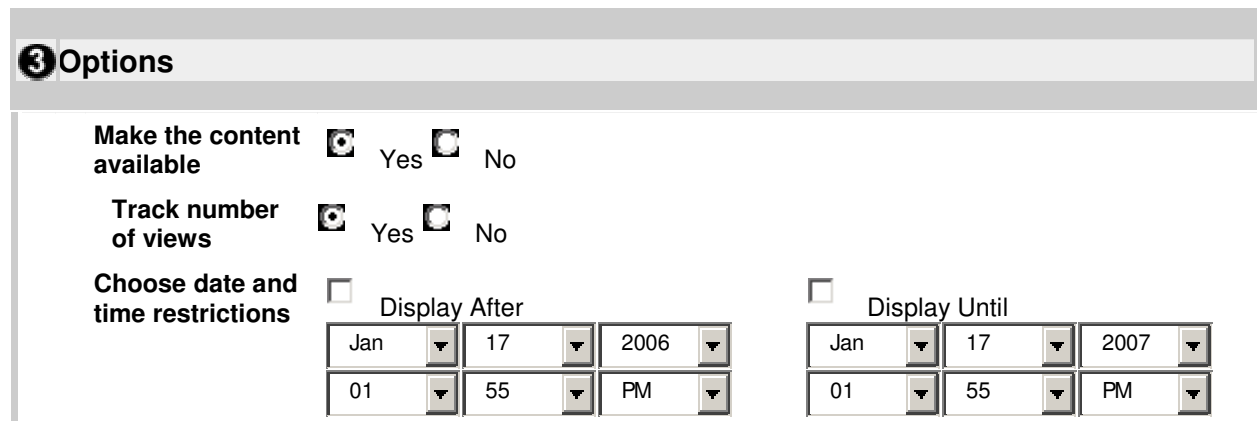 3 Options
Make the content
available
Yes No
Track number
of views
Yes No
Choose date and
time restrictions
Display After Display Until
Jan 17 2006 Jan 17 2007
01 55 PM 01 55 PM